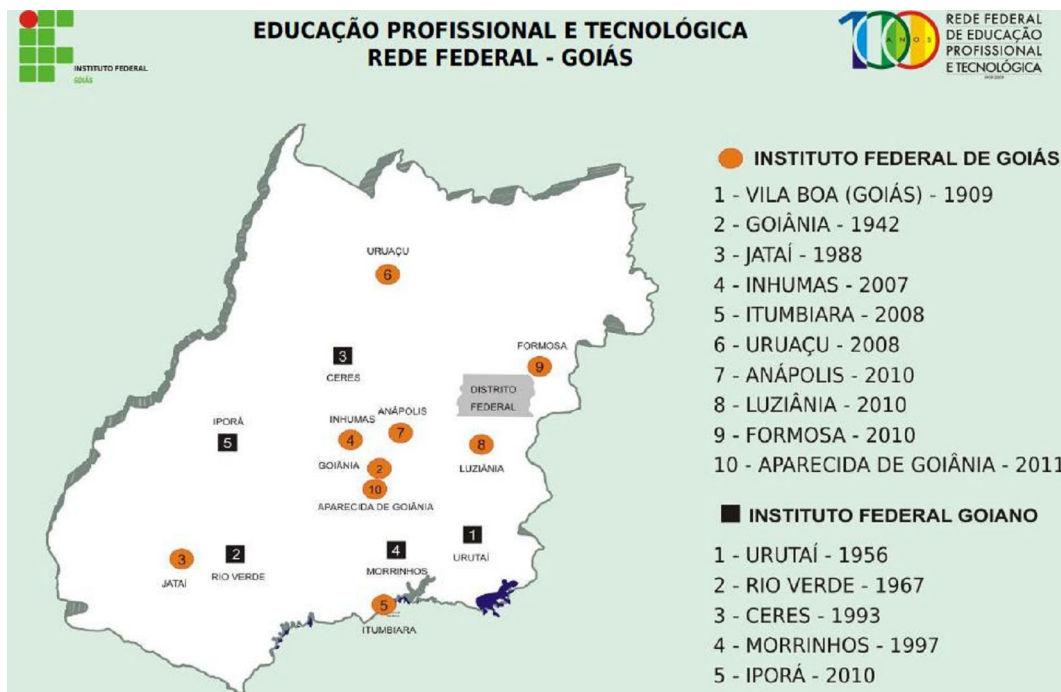 EDUCAÇÃO PROFISSIONAL E TECNOLÓGICA
REDE FEDERAL - GOIÁS
INSTITUTO FEDERAL
GOIÁS
100
ANOS
REDE FEDERAL
DE EDUCAÇÃO
PROFISSIONAL
E TECNOLÓGICA
URUAÇU
6
3
CERES
FORMOSA
9
DISTRITO
FEDERAL
IPORÁ
5
INHUMAS
4
ANÁPOLIS
7
8
LUZIÂNIA
GOIÂNIA
2
10
APARECIDA DE GOIÂNIA
3
JATAÍ
2
RIO VERDE
4
MORRINHOS
1
URUTAÍ
5
ITUMBIARA
INSTITUTO FEDERAL DE GOIÁS
1 - VILA BOA (GOIÁS) - 1909
2 - GOIÂNIA - 1942
3 - JATAÍ - 1988
4 - INHUMAS - 2007
5 - ITUMBIARA - 2008
6 - URUAÇU - 2008
7 - ANÁPOLIS - 2010
8 - LUZIÂNIA - 2010
9 - FORMOSA - 2010
10 - APARECIDA DE GOIÂNIA - 2011
INSTITUTO FEDERAL GOIANO
1 - URUTAÍ - 1956
2 - RIO VERDE - 1967
3 - CERES - 1993
4 - MORRINHOS - 1997
5 - IPORÁ - 2010